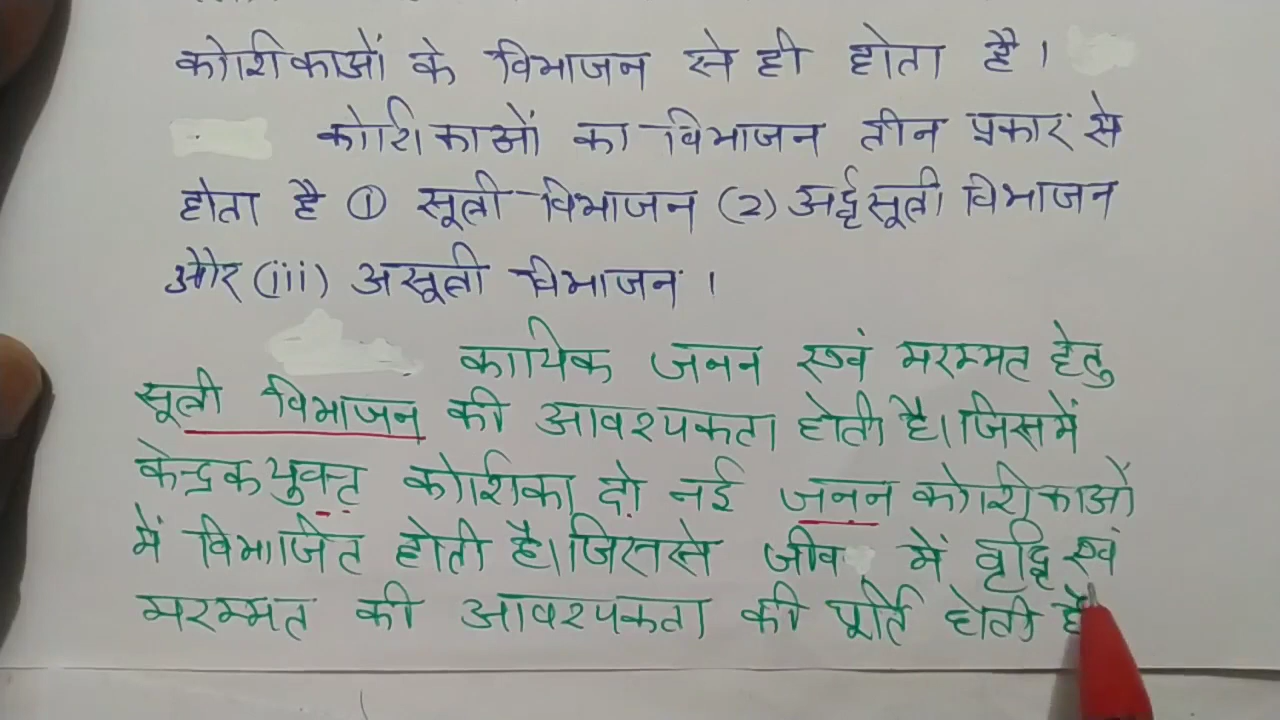 कोशिकाओं के विभाजन से ही होता है।
कोशिकाओं का विभाजन तीन प्रकार से
होता है ① सूत्री विभाजन (2) अर्द्धसूत्री विभाजन
और (iii) असूत्री विभाजन।
कायिक जनन एवं मरम्मत हेतु
सूत्री विभाजन की आवश्यकता होती है। जिसमें
केन्द्रकयुक्त कोशिका दो नई जनन कोशिकाओं
में विभाजित होती है। जिससे जीव में वृद्धि एवं
मरम्मत की आवश्यकता की पूर्ति होती है